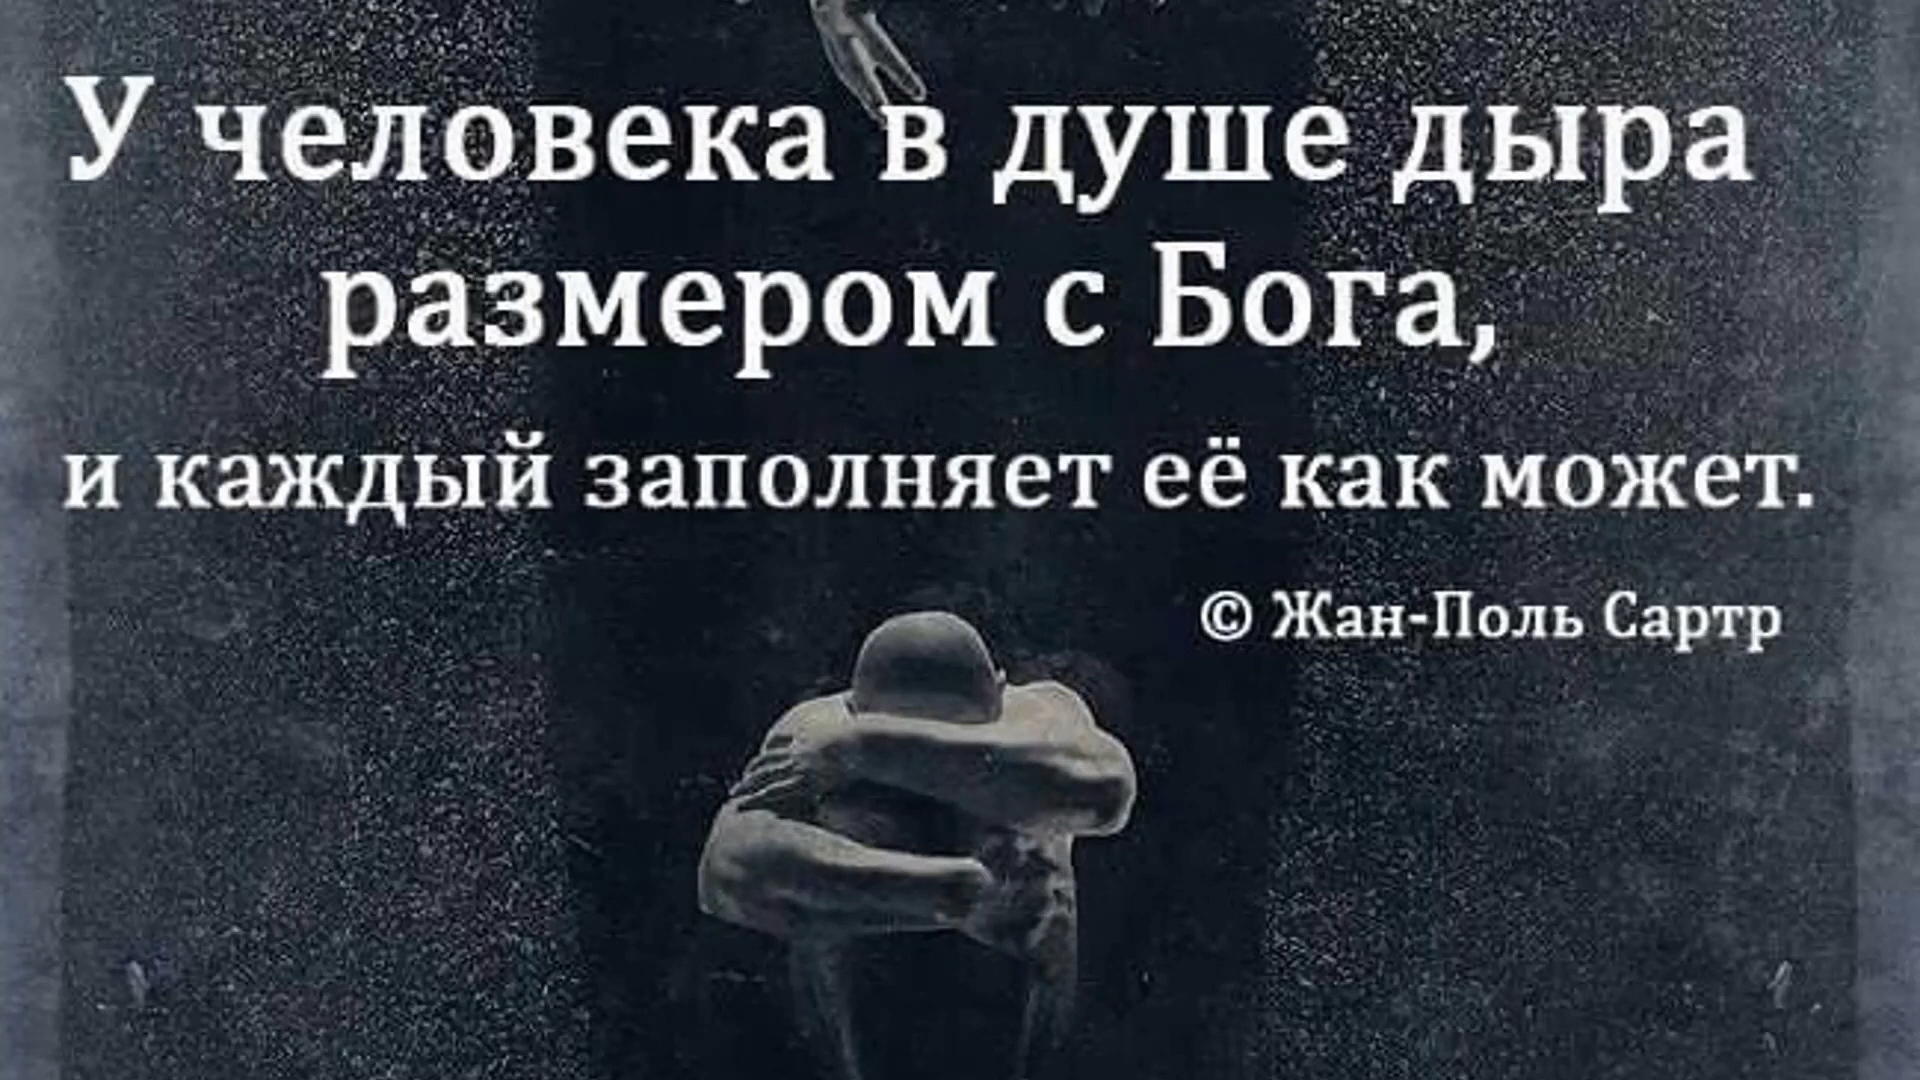 У человека в душе дыра
размером с Бога,
и каждый заполняет её как может.
© Жан-Поль Сартр